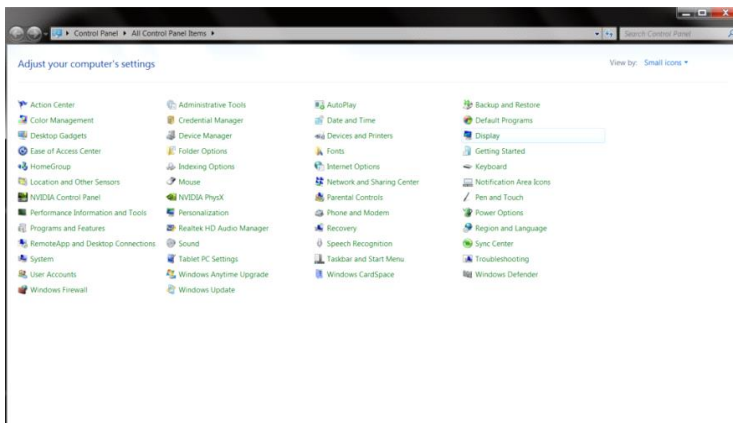 Control Panel ▸ All Control Panel Items ▸ Search Control Panel
Adjust your computer's settings View by: Small icons
Action Center Administrative Tools AutoPlay Backup and Restore
Color Management Credential Manager Date and Time Default Programs
Desktop Gadgets Device Manager Devices and Printers Display
Ease of Access Center Folder Options Fonts Getting Started
HomeGroup Indexing Options Internet Options Keyboard
Location and Other Sensors Mouse Network and Sharing Center Notification Area Icons
NVIDIA Control Panel NVIDIA PhysX Parental Controls Pen and Touch
Performance Information and Tools Personalization Phone and Modem Power Options
Programs and Features Realtek HD Audio Manager Recovery Region and Language
RemoteApp and Desktop Connections Sound Speech Recognition Sync Center
System Tablet PC Settings Taskbar and Start Menu Troubleshooting
User Accounts Windows Anytime Upgrade Windows CardSpace Windows Defender
Windows Firewall Windows Update